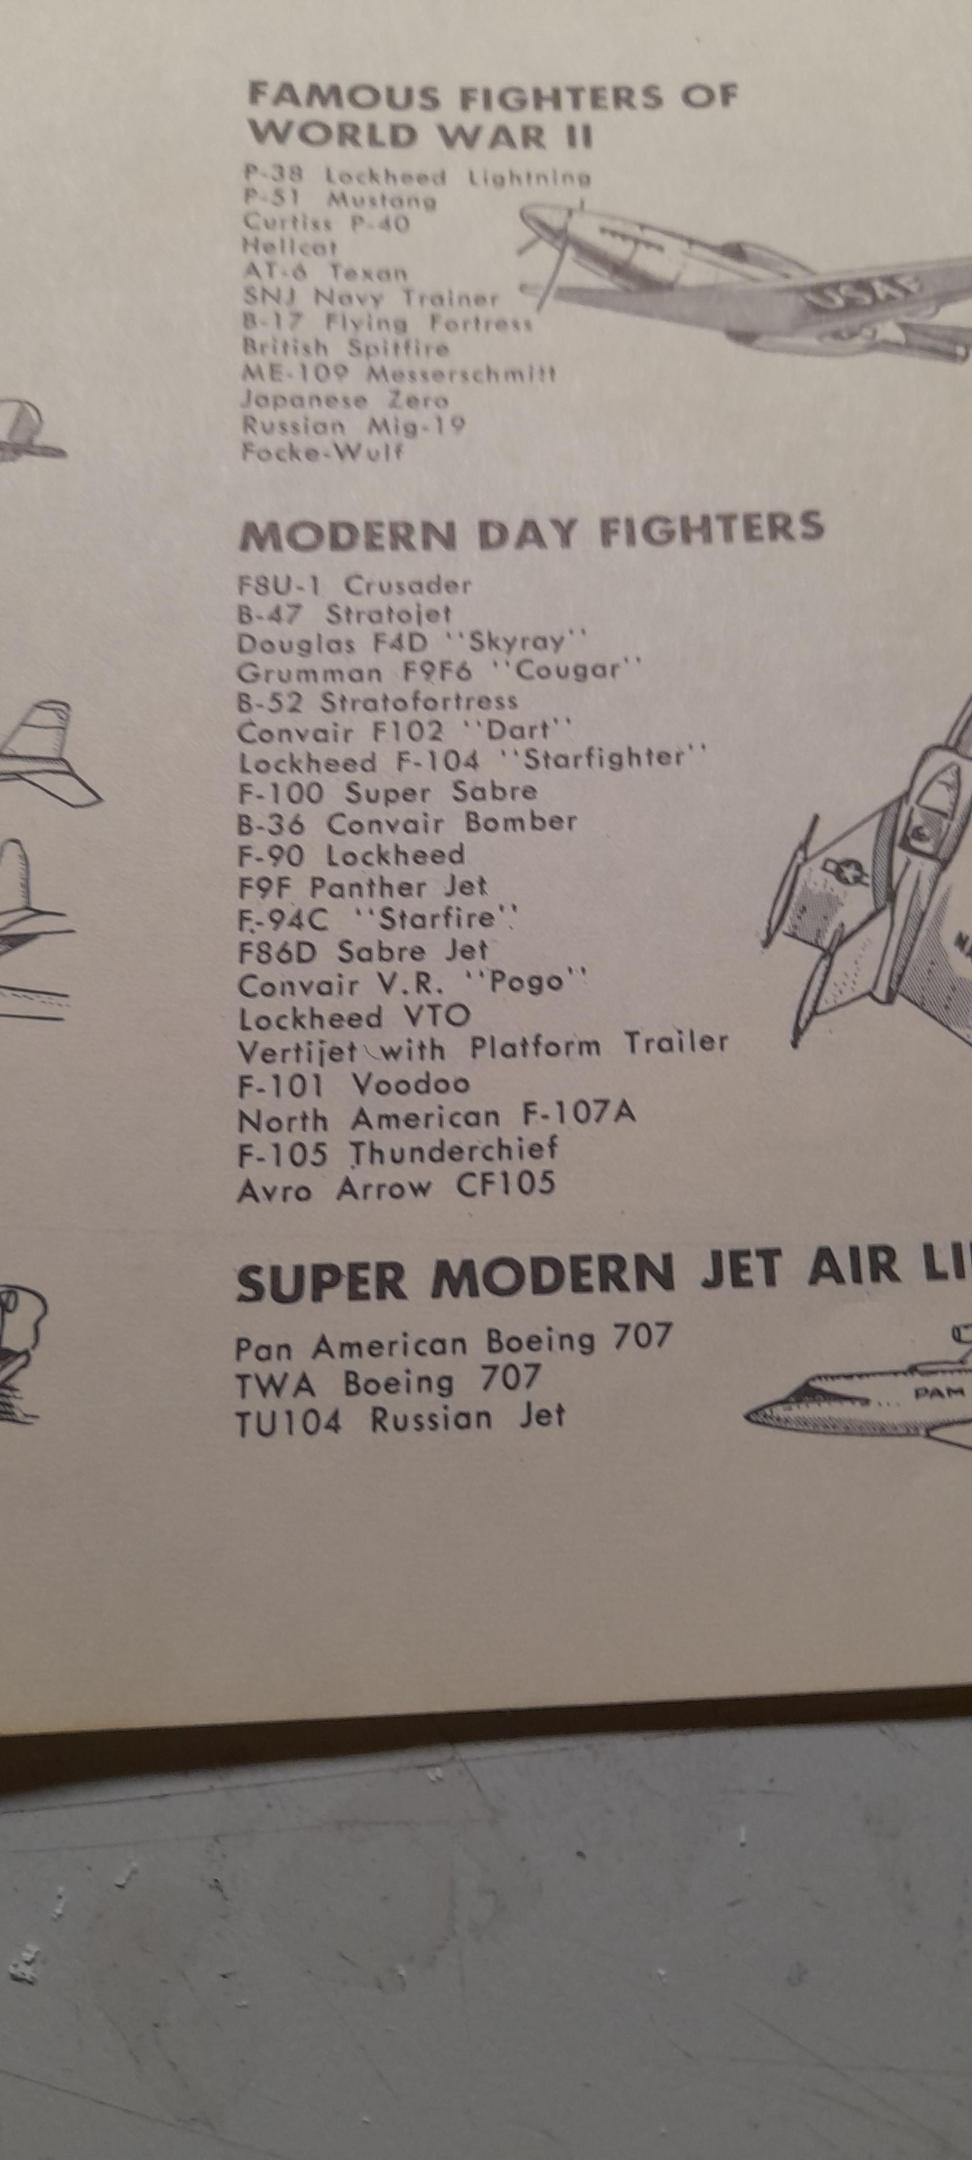 FAMOUS FIGHTERS OF
WORLD WAR II
P-38 Lockheed Lightning
P-51 Mustang
Curtiss P-40
Hellcat
AT-6 Texan
SNJ Navy Trainer
B-17 Flying Fortress
British Spitfire
ME-109 Messerschmitt
Japanese Zero
Russian Mig-19
Focke-Wulf
USAF
MODERN DAY FIGHTERS
F8U-1 Crusader
B-47 Stratojet
Douglas F4D ''Skyray''
Grumman F9F6 ''Cougar''
B-52 Stratofortress
Convair F102 ''Dart''
Lockheed F-104 ''Starfighter''
F-100 Super Sabre
B-36 Convair Bomber
F-90 Lockheed
F9F Panther Jet
F-94C ''Starfire''
F86D Sabre Jet
Convair V.R. ''Pogo''
Lockheed VTO
Vertijet with Platform Trailer
F-101 Voodoo
North American F-107A
F-105 Thunderchief
Avro Arrow CF105
SUPER MODERN JET AIR LI
Pan American Boeing 707
TWA Boeing 707
TU104 Russian Jet
PAM